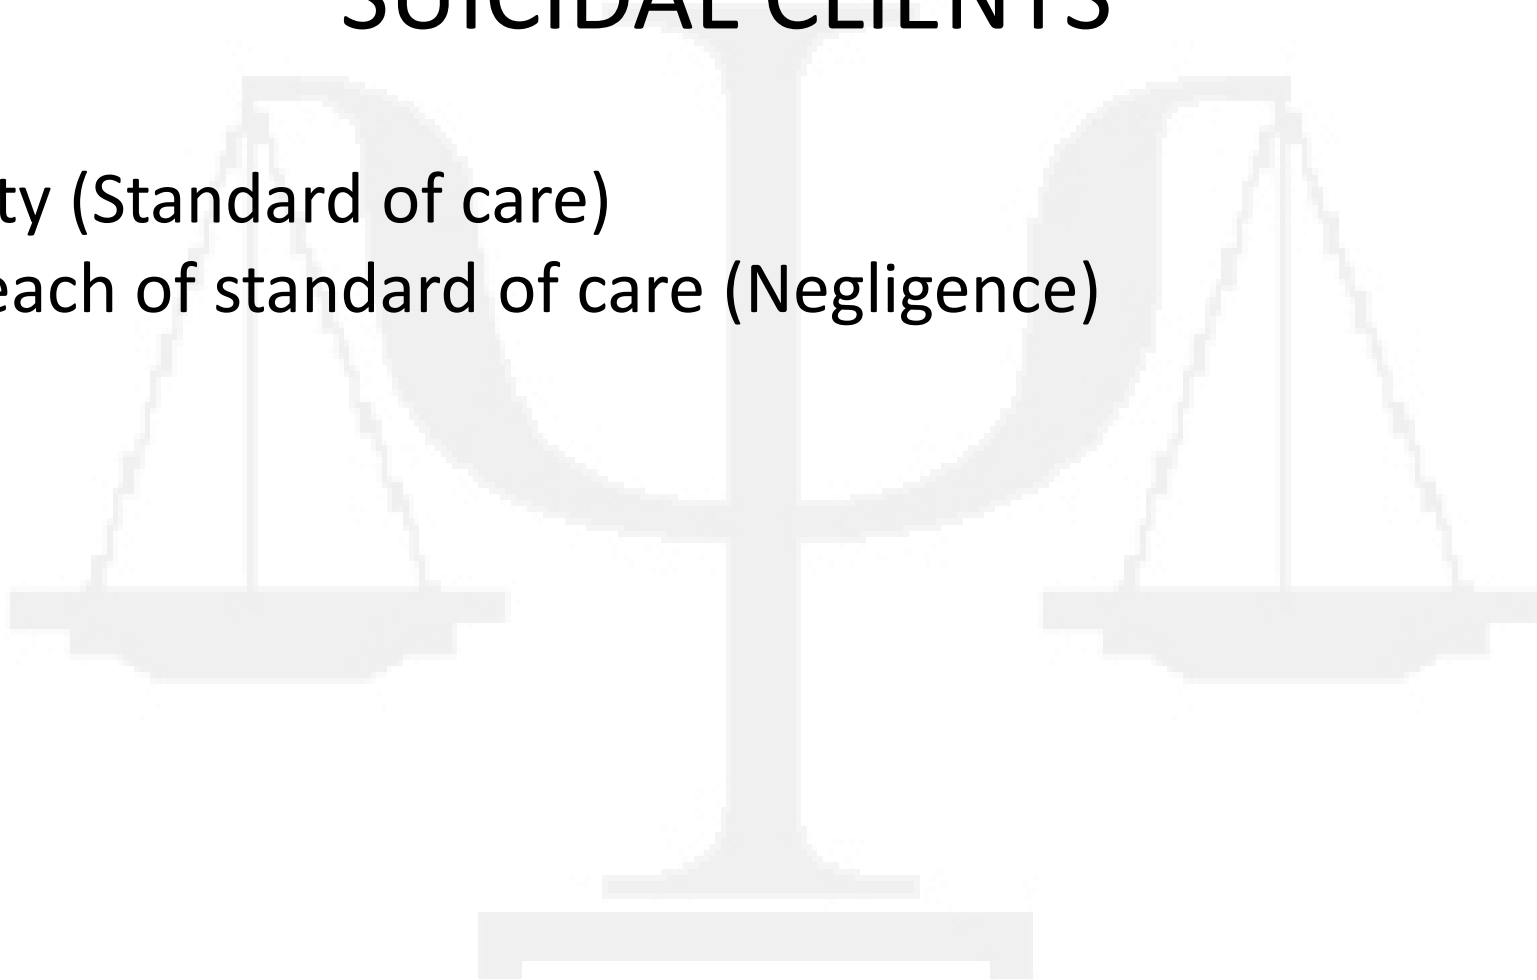 SUICIDAL CLIENTS
ty (Standard of care)
each of standard of care (Negligence)